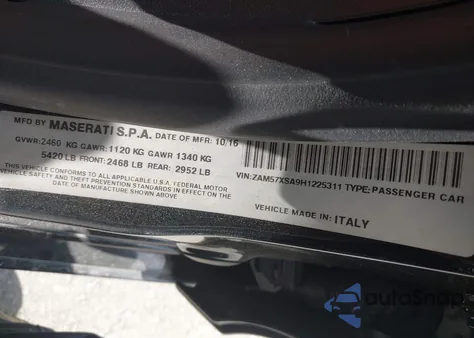 MFD BY MASERATI S.P.A. DATE OF MFR: 10/16
GVWR:2460 KG GAWR:1120 KG GAWR 1340 KG
5420 LB FRONT:2468 LB REAR: 2952 LB
THIS VEHICLE CONFORMS TO ALL APPLICABLE U.S.A. FEDERAL MOTOR
VEHICLE SAFETY AND THEFT PREVENTION STANDARDS IN EFFECT ON THE
DATE OF MANUFACTURE SHOWN ABOVE
VIN:ZAM57XSA9H1225311 TYPE:PASSENGER CAR
VEHICLE MADE IN: ITALY
autoSnap